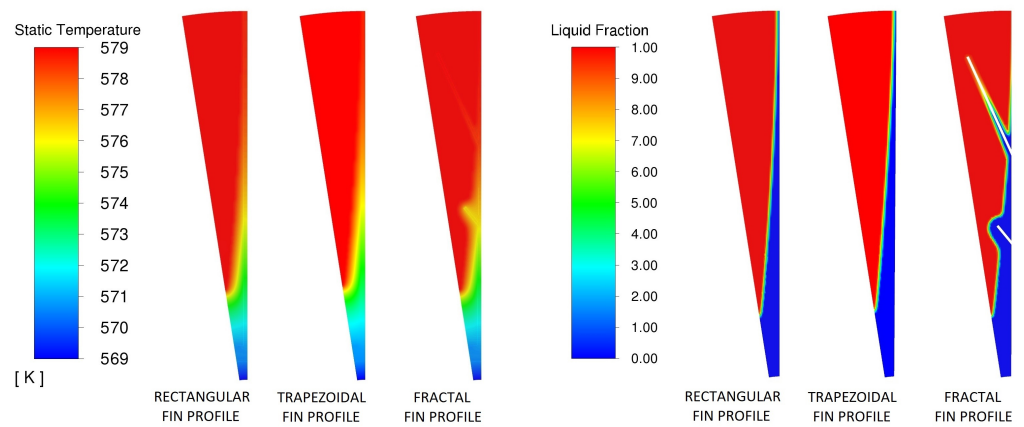 Static Temperature
579
578
577
576
575
574
573
572
571
570
569
[ K ]
RECTANGULAR
FIN PROFILE
TRAPEZOIDAL
FIN PROFILE
FRACTAL
FIN PROFILE
Liquid Fraction
1.00
9.00
8.00
7.00
6.00
5.00
4.00
3.00
2.00
1.00
0.00
RECTANGULAR
FIN PROFILE
TRAPEZOIDAL
FIN PROFILE
FRACTAL
FIN PROFILE